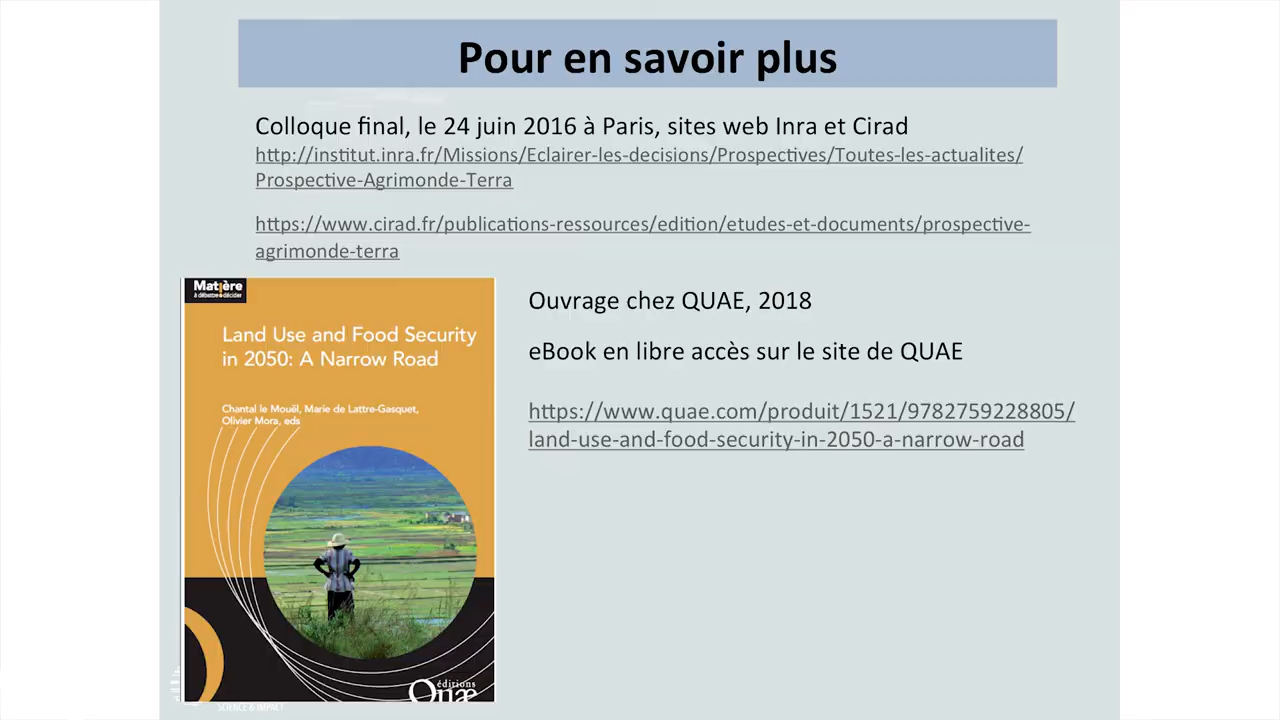 Pour en savoir plus
Colloque final, le 24 juin 2016 à Paris, sites web Inra et Cirad
http://institut.inra.fr/Missions/Eclairer-les-decisions/Prospectives/Toutes-les-actualites/
Prospective-Agrimonde-Terra
https://www.cirad.fr/publications-ressources/edition/etudes-et-documents/prospective-
agrimonde-terra
Matière
à débattre & décider
Land Use and Food Security
in 2050: A Narrow Road
Chantal le Mouël, Marie de Lattre-Gasquet,
Olivier Mora, eds
éditions
Quæ
Ouvrage chez QUAE, 2018
eBook en libre accès sur le site de QUAE
https://www.quae.com/produit/1521/9782759228805/
land-use-and-food-security-in-2050-a-narrow-road
SCIENCE & IMPACT